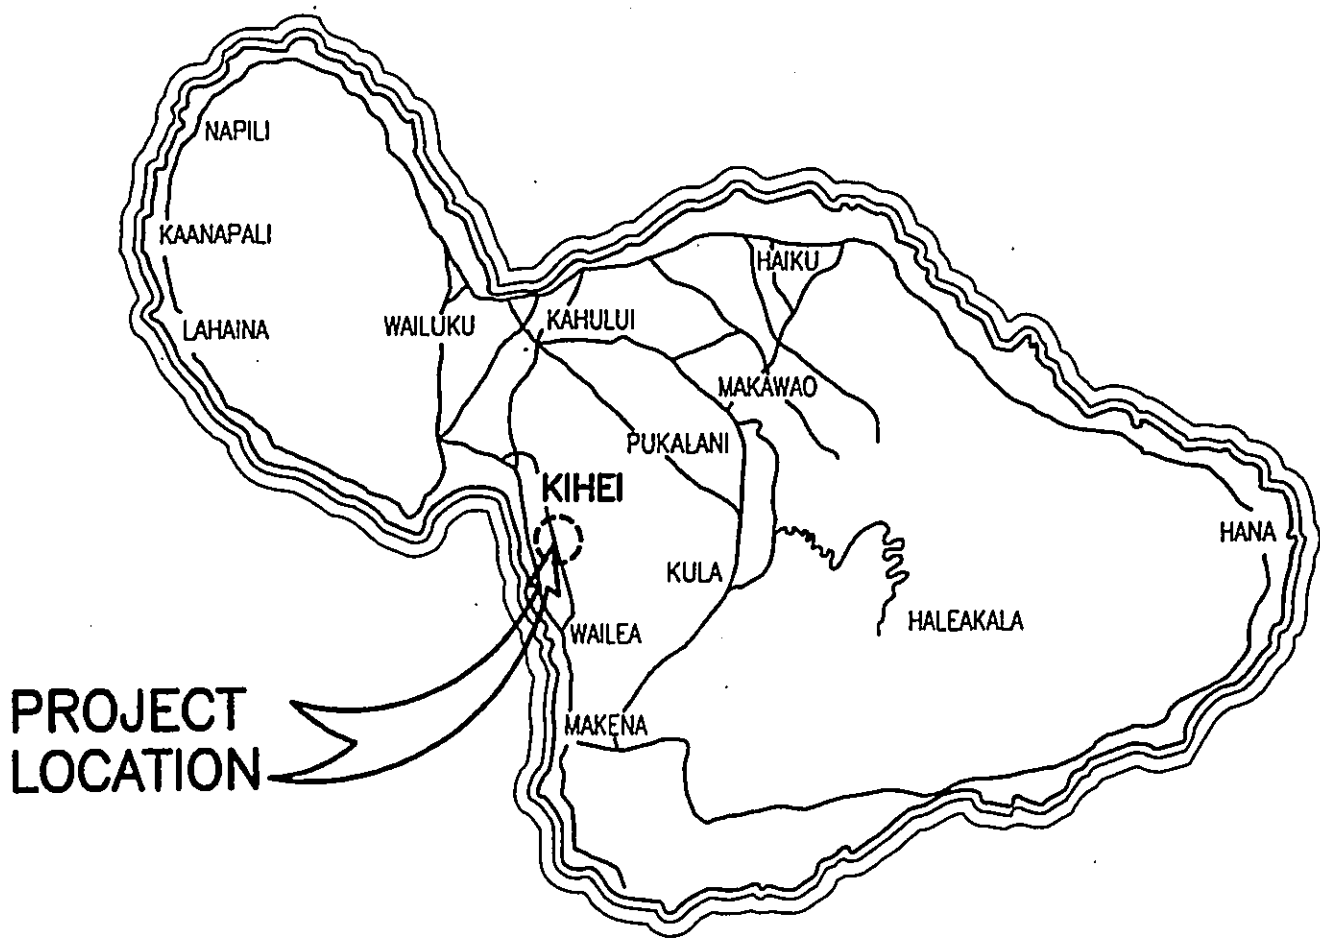 NAPILI
KAANAPALI
HAIKU
LAHAINA
WAILUKU
KAHULUI
MAKAWAO
PUKALANI
KIHEI
HANA
KULA
HALEAKALA
WAILEA
PROJECT
LOCATION
MAKENA